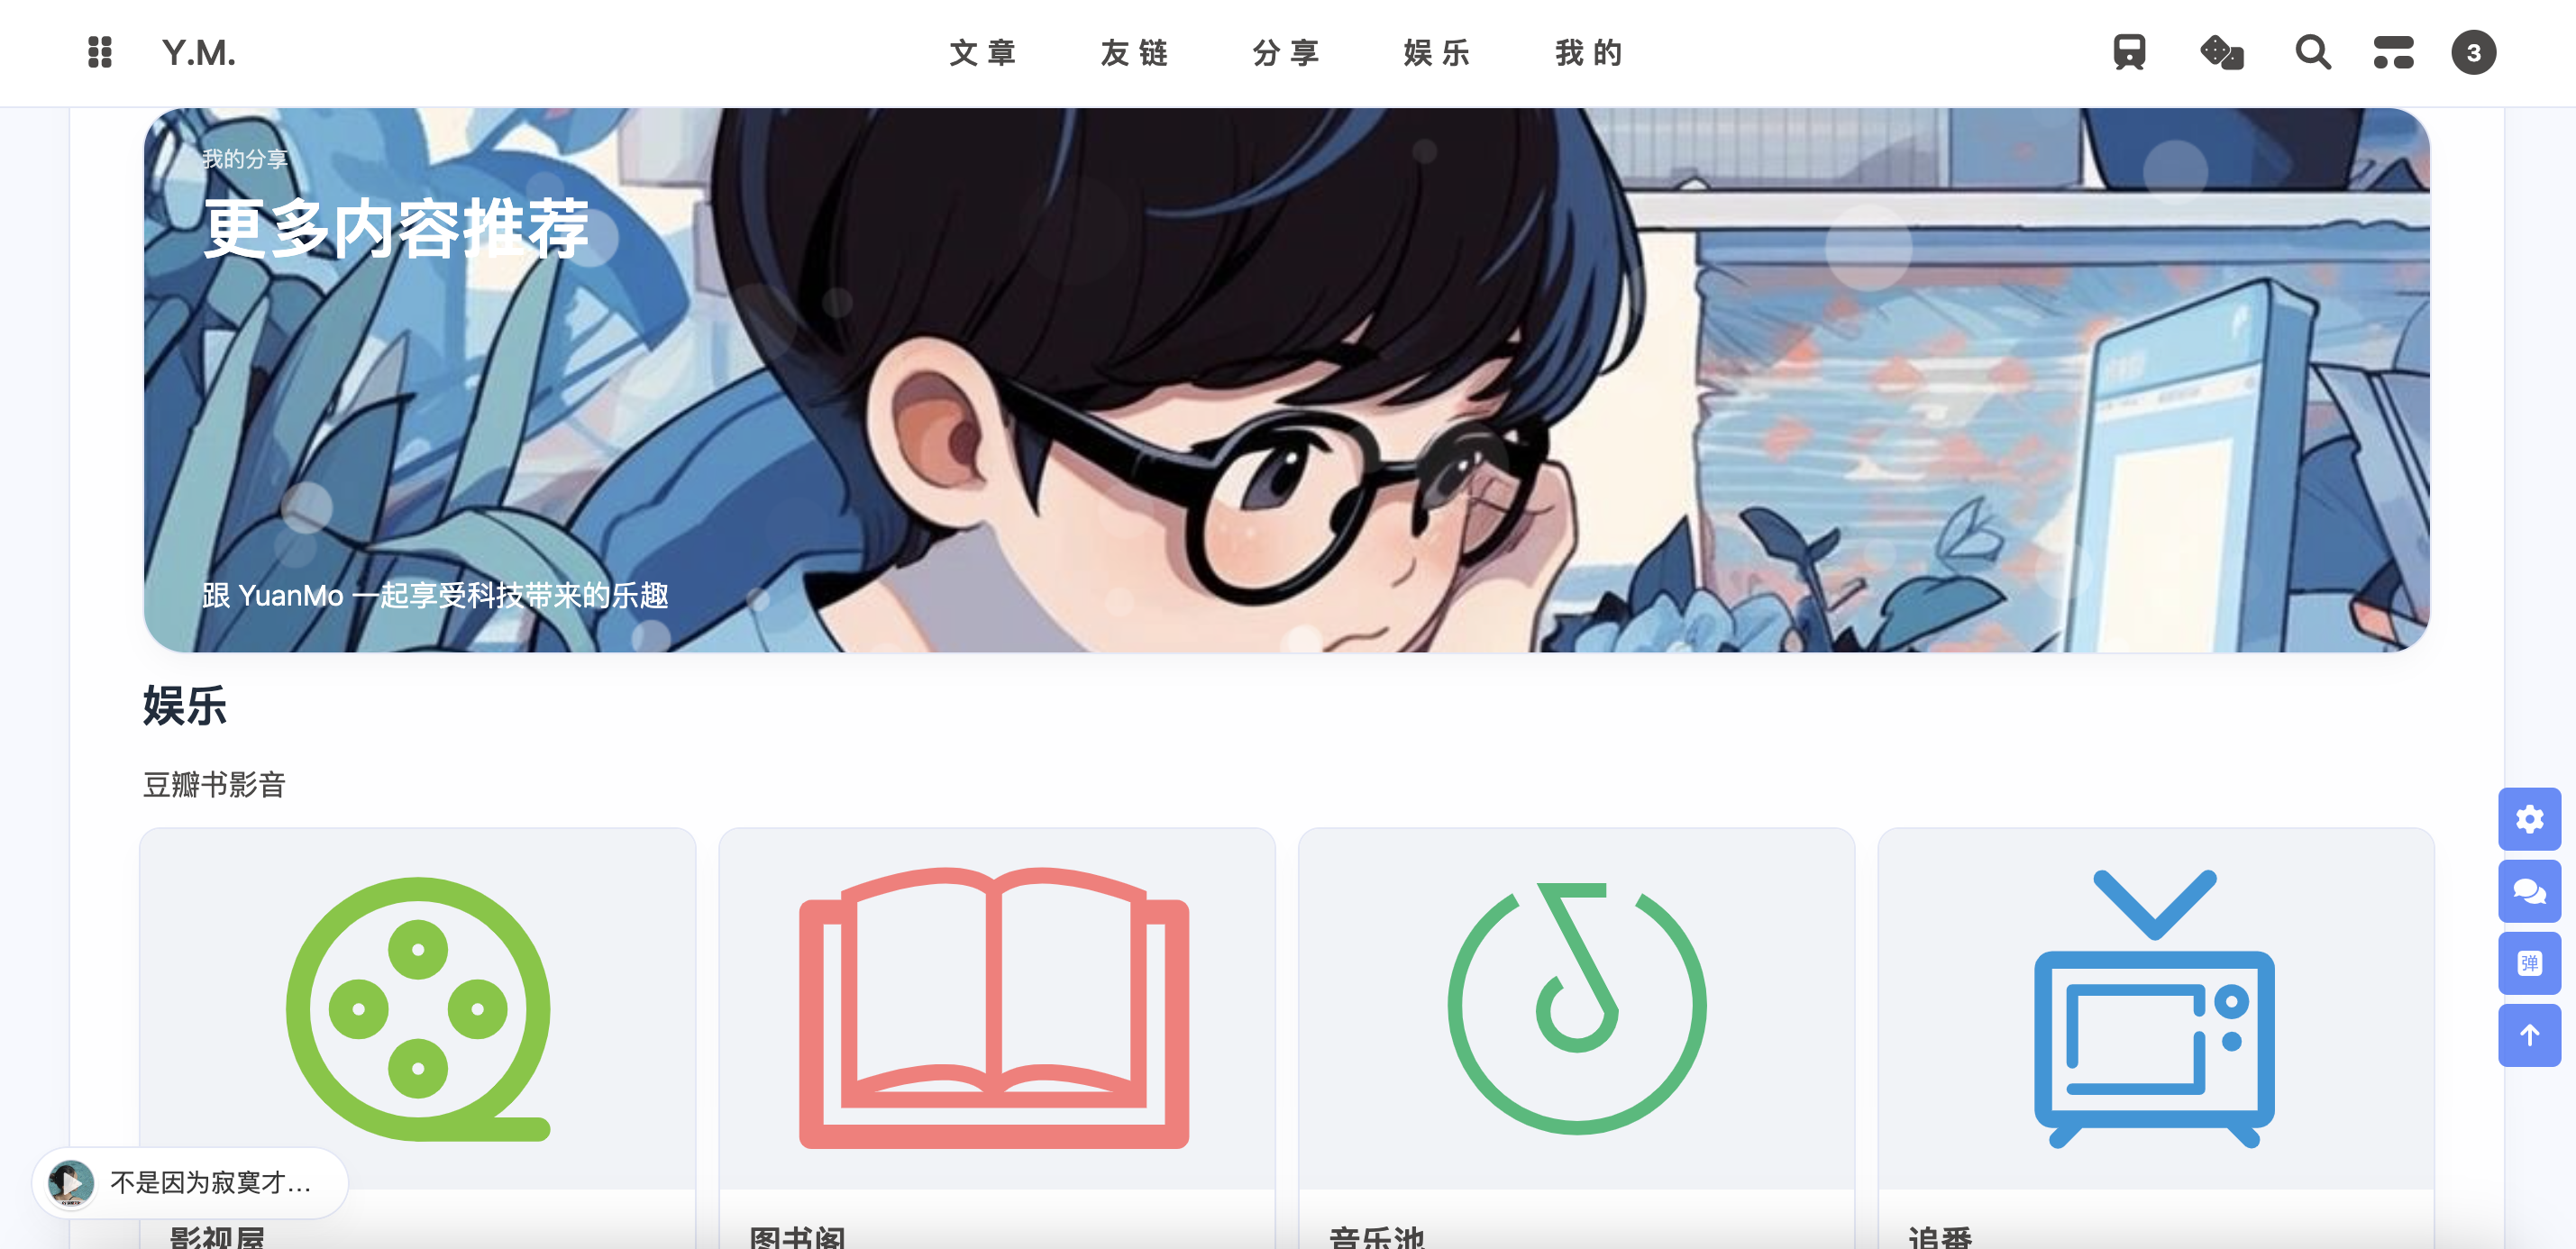 Y.M.
文章 友链 分享 娱乐 我的
3
我的分享
更多内容推荐
跟 YuanMo 一起享受科技带来的乐趣
娱乐
豆瓣书影音
弹
不是因为寂寞才...
影视屋 图书阁 音乐池 追番